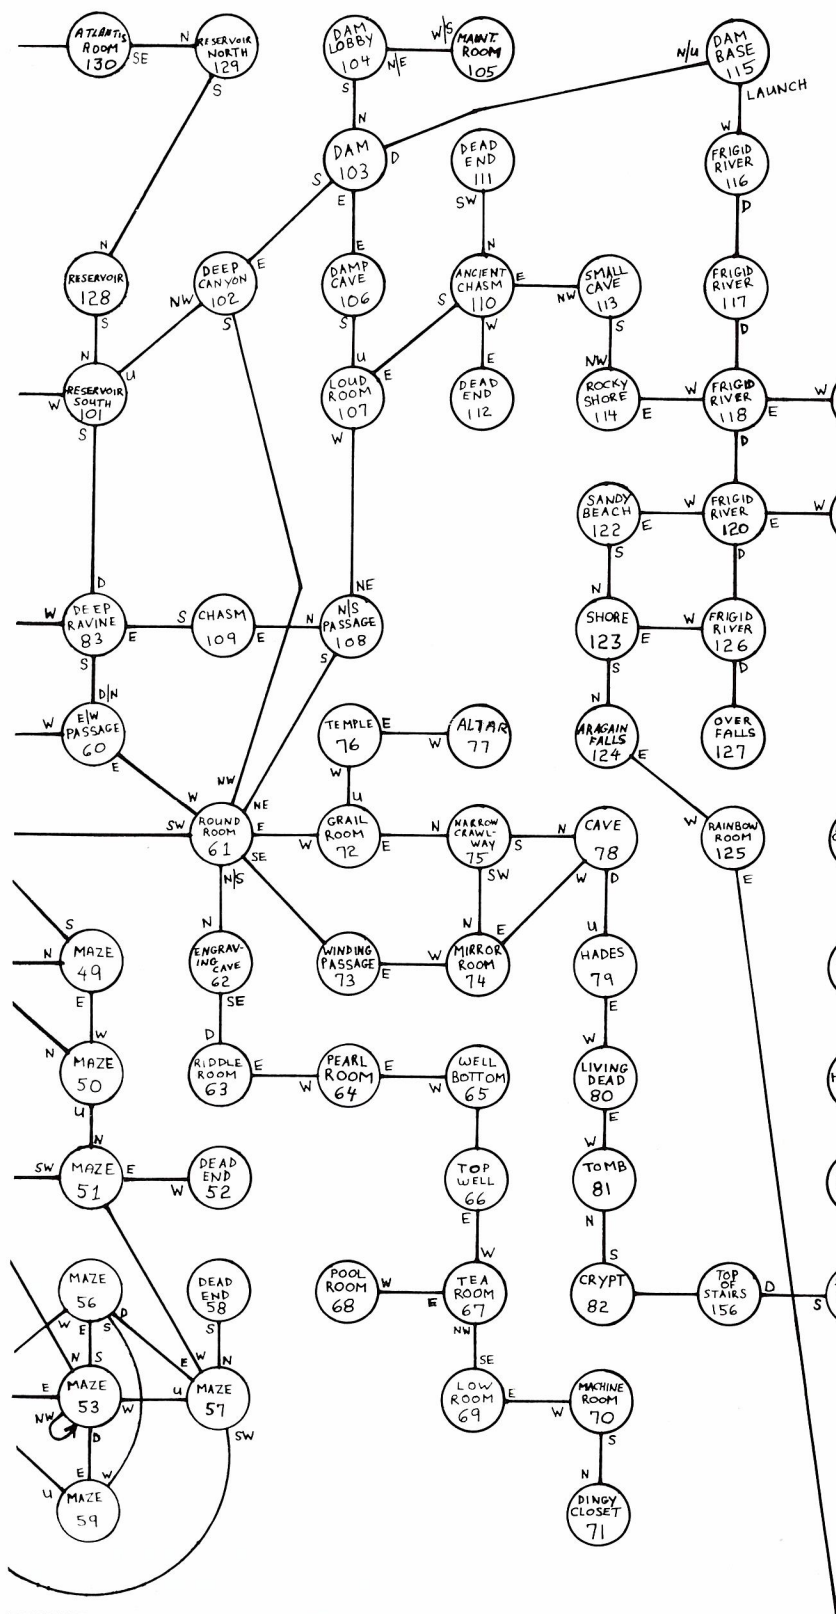 ATLANTIS
ROOM
130
SE
N
RESERVOIR
NORTH
129
S
DAM
LOBBY
104
N/E
S
W/S
MAINT.
ROOM
105
N/U
DAM
BASE
115
LAUNCH
N
DAM
103
D
S
E
DEAD
END
111
SW
W
FRIGID
RIVER
116
D
N
RESERVOIR
128
S
NW
DEEP
CANYON
102
E
S
E
DAMP
CAVE
106
S
N
ANCIENT
CHASM
110
S
E
W
NW
SMALL
CAVE
113
S
FRIGID
RIVER
117
D
N
U
W
RESERVOIR
SOUTH
101
S
U
LOUD
ROOM
107
E
W
E
DEAD
END
112
NW
ROCKY
SHORE
114
E
W
FRIGID
RIVER
118
E
D
W
SANDY
BEACH
122
E
S
W
FRIGID
RIVER
120
E
D
W
D
W
DEEP
RAVINE
83
E
S
S
CHASM
109
E
NE
N
N/S
PASSAGE
108
S
N
SHORE
123
E
S
W
FRIGID
RIVER
126
D
D/N
W
E/W
PASSAGE
60
E
TEMPLE
76
E
W
W
ALTAR
77
N
ARAGAIN
FALLS
124
E
OVER
FALLS
127
W
NW
NE
SW
ROUND
ROOM
61
E
SE
N/S
U
W
GRAIL
ROOM
72
E
N
NARROW
CRAWL-
WAY
75
S
SW
N
CAVE
78
W
D
W
RAINBOW
ROOM
125
E
S
N
MAZE
49
E
N
ENGRAV-
ING
CAVE
62
SE
WINDING
PASSAGE
73
E
N
E
W
MIRROR
ROOM
74
U
HADES
79
E
W
N
MAZE
50
U
D
RIDDLE
ROOM
63
E
W
PEARL
ROOM
64
E
W
WELL
BOTTOM
65
W
LIVING
DEAD
80
E
N
SW
MAZE
51
E
W
DEAD
END
52
TOP
WELL
66
E
W
TOMB
81
N
MAZE
56
W
E
S
D
DEAD
END
58
S
POOL
ROOM
68
W
W
E
TEA
ROOM
67
NW
S
CRYPT
82
TOP
OF
STAIRS
156
D
S
N
S
E
MAZE
53
NW
W
D
E
W
N
U
MAZE
57
SW
SE
LOW
ROOM
69
E
W
MACHINE
ROOM
70
S
E
W
U
MAZE
59
N
DINGY
CLOSET
71